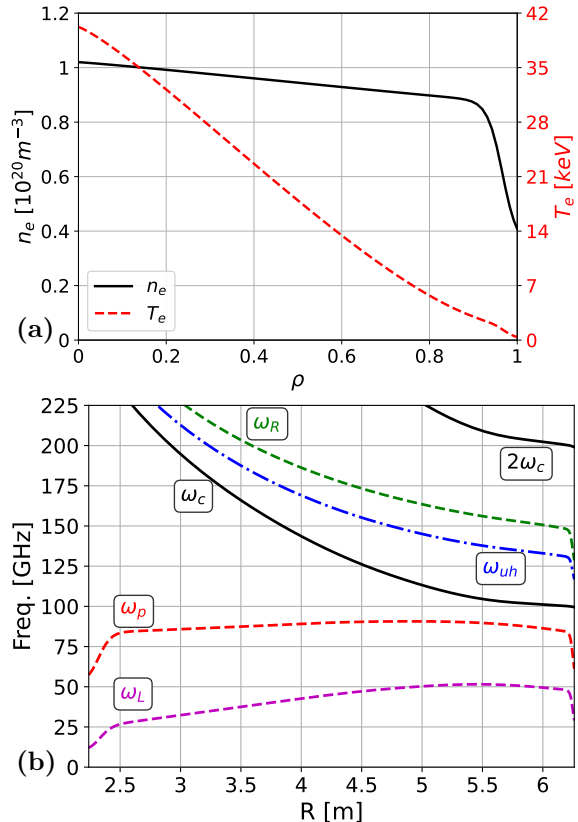 1.2
1
0.8
0.6
0.4
0.2
0
n_e [10^{20}m^{-3}]
42
35
28
21
14
7
0
T_e [keV]
n_e
T_e
(a)
0
0.2
0.4
0.6
0.8
1
ρ
225
200
175
150
125
100
75
50
25
0
Freq. [GHz]
ω_R
2ω_c
ω_c
ω_{uh}
ω_p
ω_L
(b)
2.5
3
3.5
4
4.5
5
5.5
6
R [m]